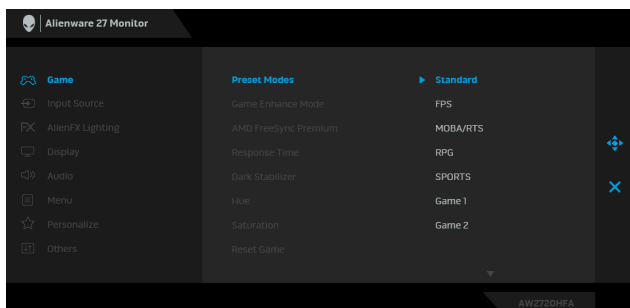 Alienware 27 Monitor
Game
Input Source
AlienFX Lighting
Display
Audio
Menu
Personalize
Others
Preset Modes
Game Enhance Mode
AMD FreeSync Premium
Response Time
Dark Stabilizer
Hue
Saturation
Reset Game
Standard
FPS
MOBA/RTS
RPG
SPORTS
Game 1
Game 2
AW2720HFA